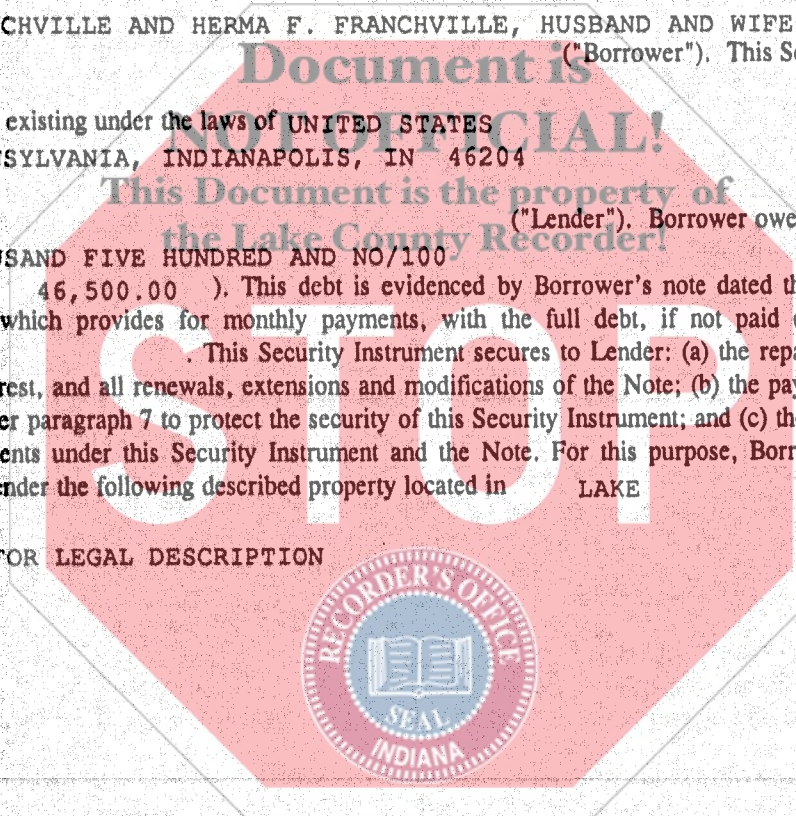 CHVILLE AND HERMA F. FRANCHVILLE, HUSBAND AND WIFE
("Borrower"). This S
Document is
existing under the laws of UNITED STATES
NOT OFFICIAL!
SYLVANIA, INDIANAPOLIS, IN 46204
This Document is the property of
("Lender"). Borrower owe
the Lake County Recorder!
USAND FIVE HUNDRED AND NO/100
46,500.00 ). This debt is evidenced by Borrower's note dated th
which provides for monthly payments, with the full debt, if not paid
. This Security Instrument secures to Lender: (a) the repa
rest, and all renewals, extensions and modifications of the Note; (b) the pay
er paragraph 7 to protect the security of this Security Instrument; and (c) th
ents under this Security Instrument and the Note. For this purpose, Borr
nder the following described property located in LAKE
STOP
FOR LEGAL DESCRIPTION
RECORDER'S OFFICE
SEAL
INDIANA